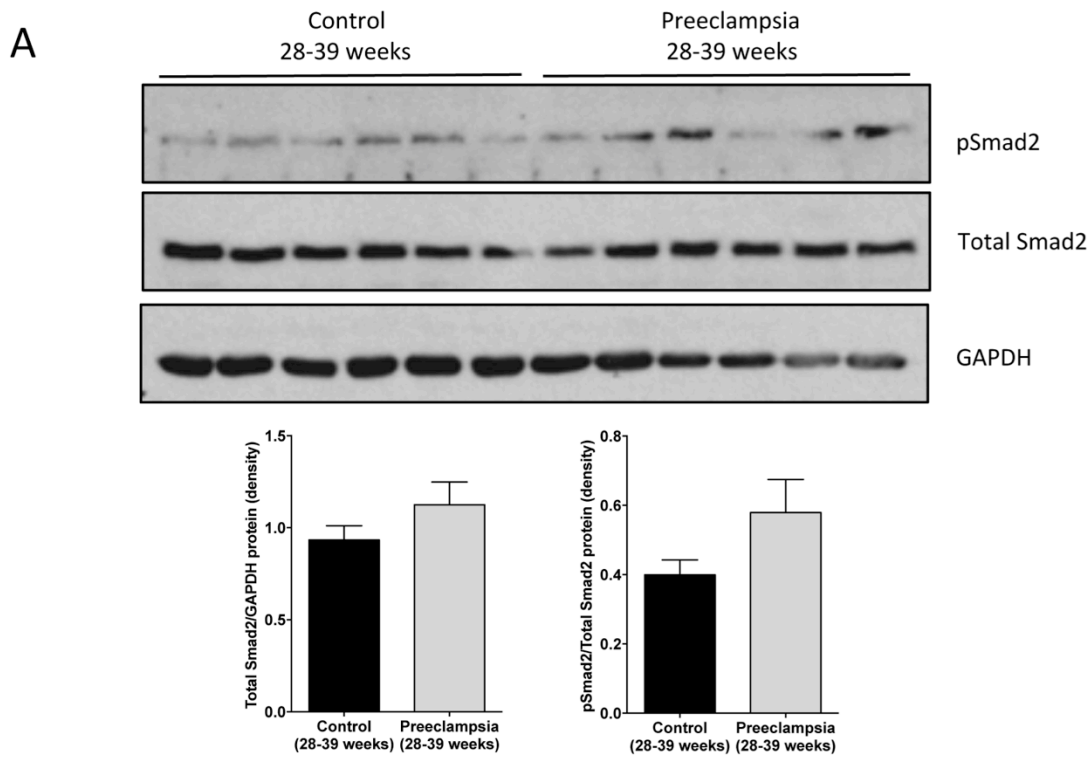 A
Control
28-39 weeks
Preeclampsia
28-39 weeks
pSmad2
Total Smad2
GAPDH
Total Smad2/GAPDH protein (density)
1.5
1.0
0.5
0.0
Control
(28-39 weeks)
Preeclampsia
(28-39 weeks)
pSmad2/Total Smad2 protein (density)
0.8
0.6
0.4
0.2
0.0
Control
(28-39 weeks)
Preeclampsia
(28-39 weeks)